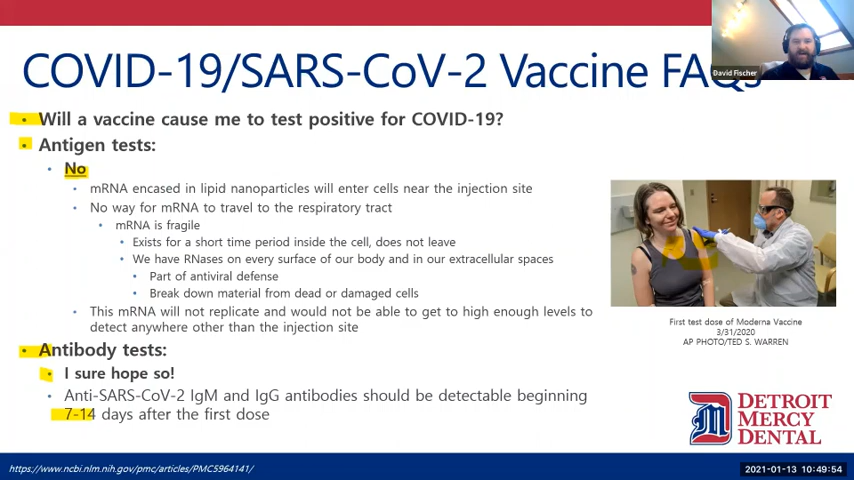 David Fischer
COVID-19/SARS-CoV-2 Vaccine FAQs
• Will a vaccine cause me to test positive for COVID-19?
• Antigen tests:
• No
• mRNA encased in lipid nanoparticles will enter cells near the injection site
• No way for mRNA to travel to the respiratory tract
• mRNA is fragile
• Exists for a short time period inside the cell, does not leave
• We have RNases on every surface of our body and in our extracellular spaces
• Part of antiviral defense
• Break down material from dead or damaged cells
• This mRNA will not replicate and would not be able to get to high enough levels to
detect anywhere other than the injection site
• Antibody tests:
• I sure hope so!
• Anti-SARS-CoV-2 IgM and IgG antibodies should be detectable beginning
7-14 days after the first dose
First test dose of Moderna Vaccine
3/31/2020
AP PHOTO/TED S. WARREN
DETROIT
MERCY
DENTAL
https://www.ncbi.nlm.nih.gov/pmc/articles/PMC5964141/
2021-01-13 10:49:54